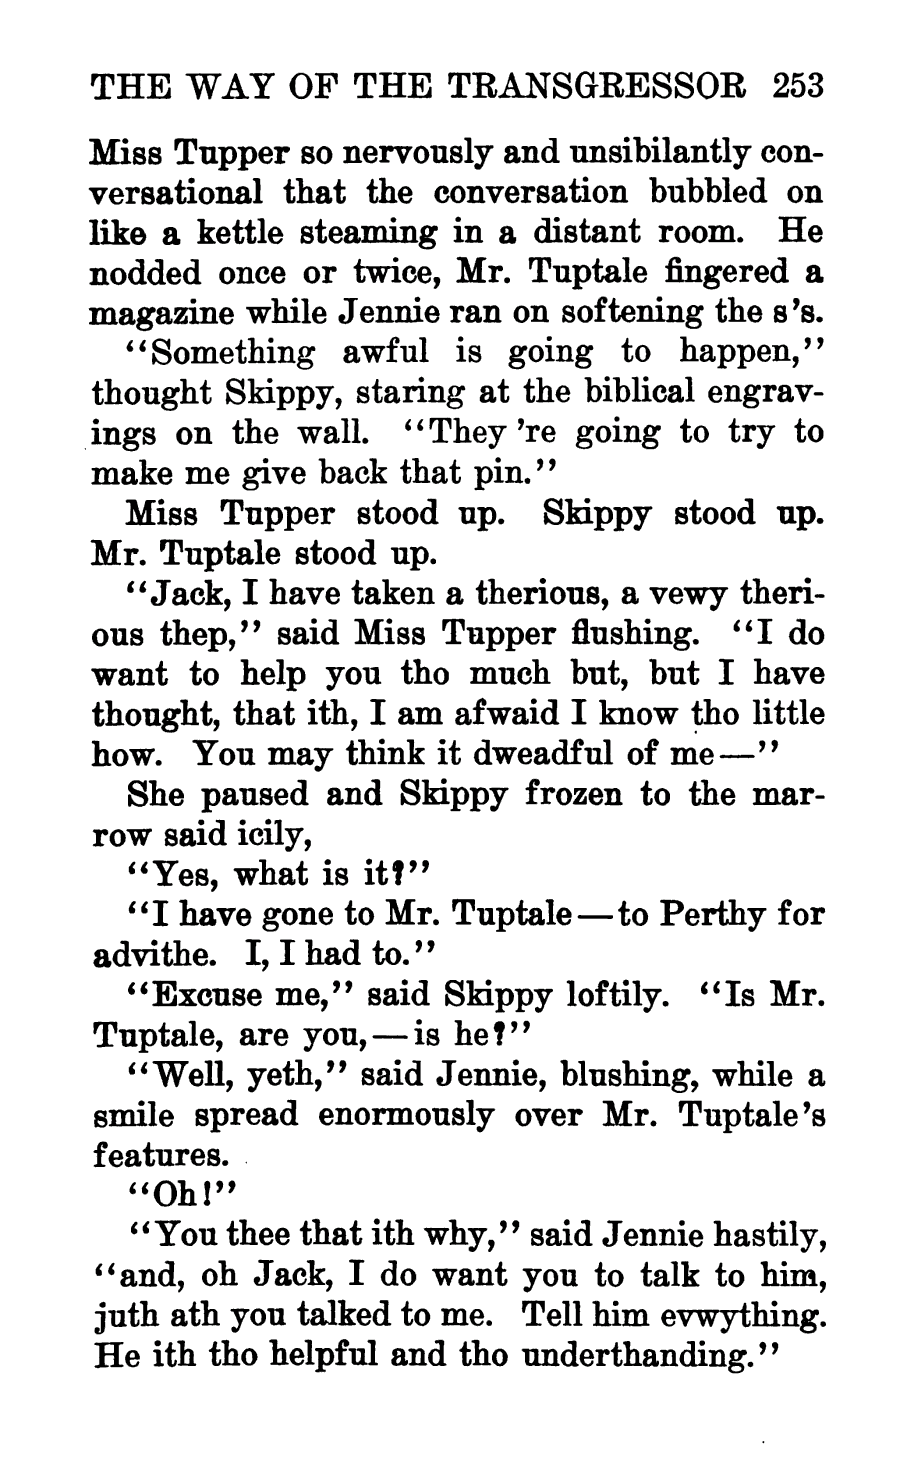 THE WAY OF THE TRANSGRESSOR 253
Miss Tupper so nervously and unsibilantly con-
versational that the conversation bubbled on
like a kettle steaming in a distant room. He
nodded once or twice, Mr. Tuptale fingered a
magazine while Jennie ran on softening the s's.
"Something awful is going to happen,"
thought Skippy, staring at the biblical engrav-
ings on the wall. "They 're going to try to
make me give back that pin."
Miss Tupper stood up. Skippy stood up.
Mr. Tuptale stood up.
"Jack, I have taken a therious, a vewy theri-
ous thep," said Miss Tupper flushing. "I do
want to help you tho much but, but I have
thought, that ith, I am afwaid I know tho little
how. You may think it dweadful of me—"
She paused and Skippy frozen to the mar-
row said icily,
"Yes, what is it?"
"I have gone to Mr. Tuptale—to Perthy for
advithe. I, I had to."
"Excuse me," said Skippy loftily. "Is Mr.
Tuptale, are you,—is he?"
"Well, yeth," said Jennie, blushing, while a
smile spread enormously over Mr. Tuptale's
features.
"Oh!"
"You thee that ith why," said Jennie hastily,
"and, oh Jack, I do want you to talk to him,
juth ath you talked to me. Tell him evwything.
He ith tho helpful and tho underthanding."